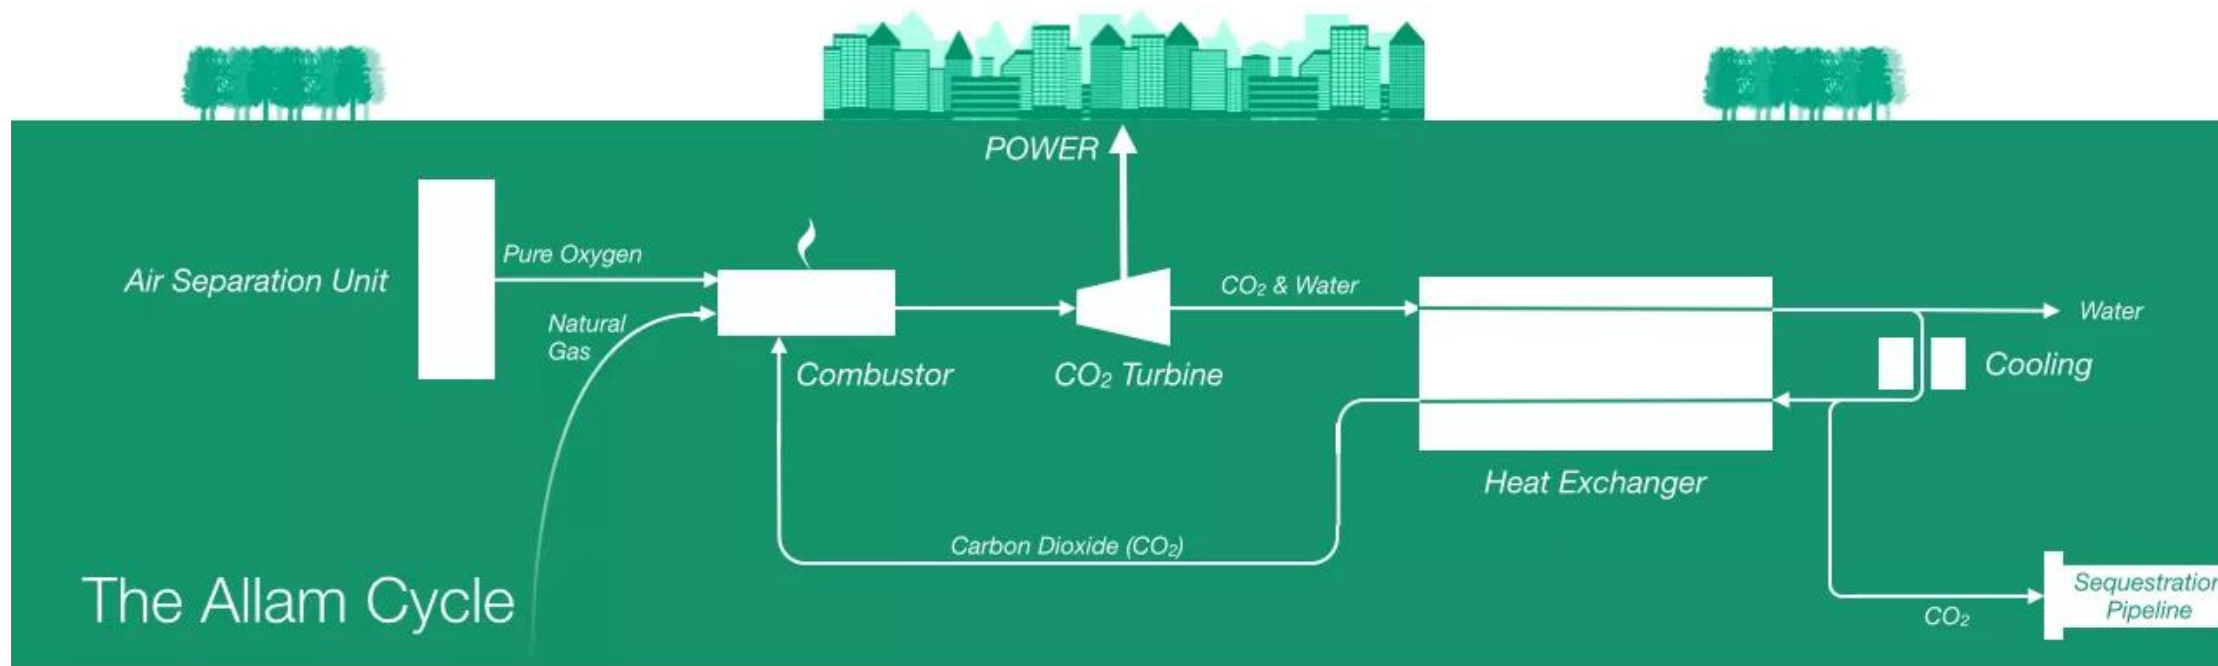 POWER
Pure Oxygen
Air Separation Unit
Natural
Gas
Combustor
CO₂ Turbine
CO₂ & Water
Water
Cooling
Heat Exchanger
Carbon Dioxide (CO₂)
The Allam Cycle
CO₂
Sequestration
Pipeline